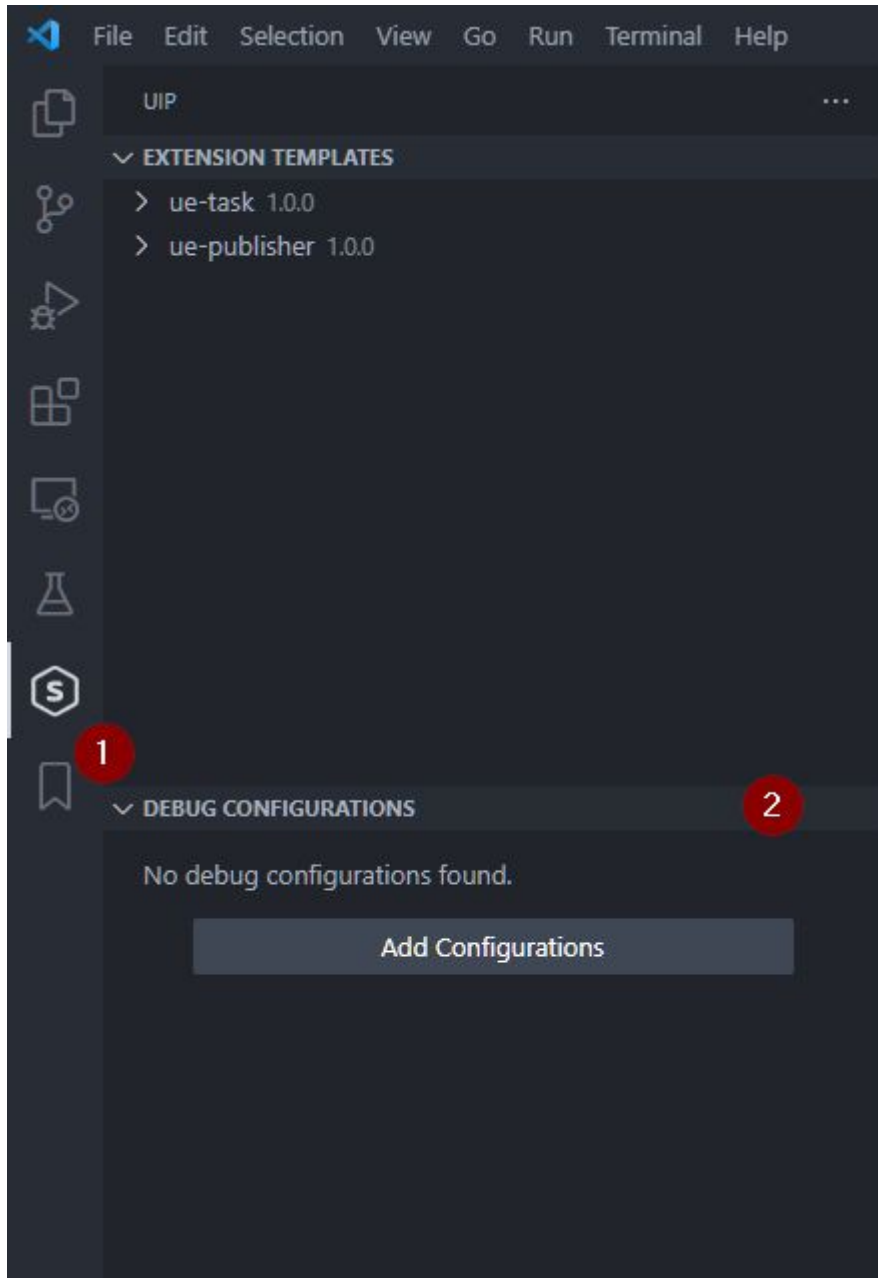 File Edit Selection View Go Run Terminal Help
UIP ...
EXTENSION TEMPLATES
ue-task 1.0.0
ue-publisher 1.0.0
S
1
2
DEBUG CONFIGURATIONS
No debug configurations found.
Add Configurations